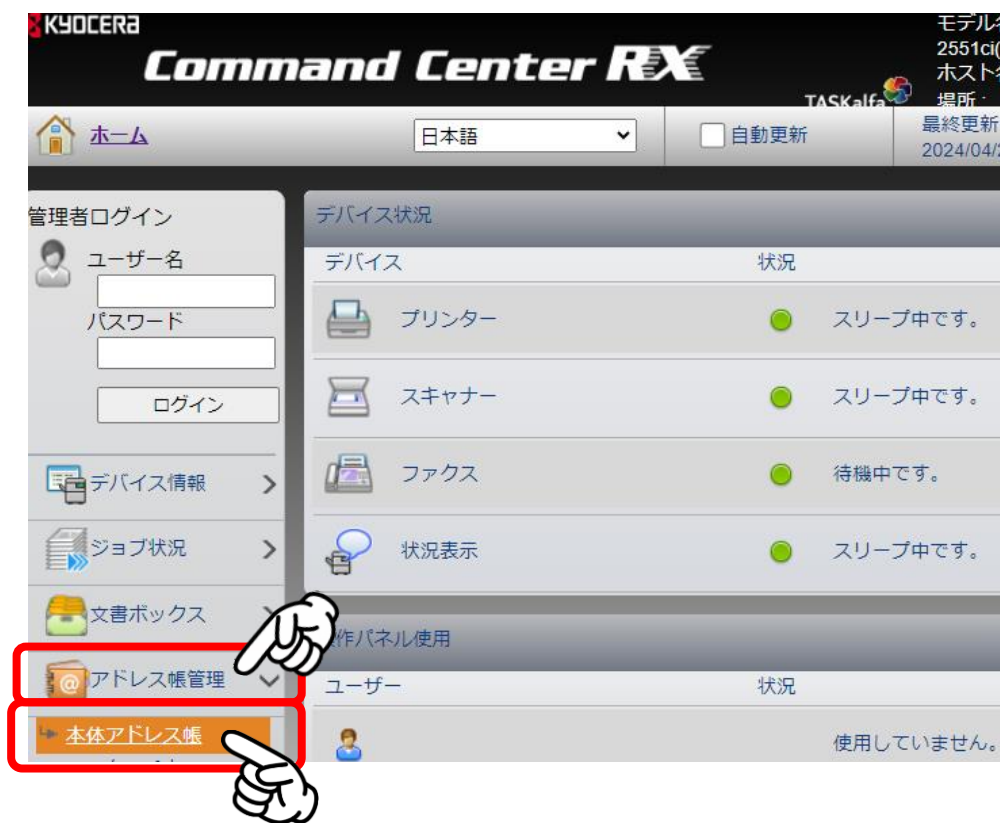 KYOCERA
Command Center RX
モデル名
2551ci(
ホスト名
TASKalfa
場所：
ホーム
日本語
自動更新
最終更新
2024/04/2
管理者ログイン
ユーザー名
パスワード
ログイン
デバイス情報
ジョブ状況
文書ボックス
アドレス帳管理
本体アドレス帳
デバイス状況
デバイス 状況
プリンター スリープ中です。
スキャナー スリープ中です。
ファクス 待機中です。
状況表示 スリープ中です。
作パネル使用
ユーザー 状況
使用していません。